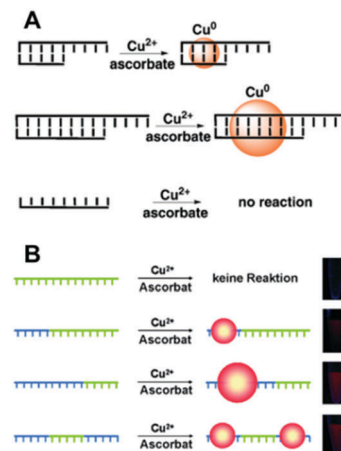 A
Cu⁰
Cu²⁺
ascorbate
Cu⁰
Cu²⁺
ascorbate
Cu²⁺
ascorbate
no reaction
B
Cu²⁺
Ascorbat
keine Reaktion
Cu²⁺
Ascorbat
Cu²⁺
Ascorbat
Cu²⁺
Ascorbat